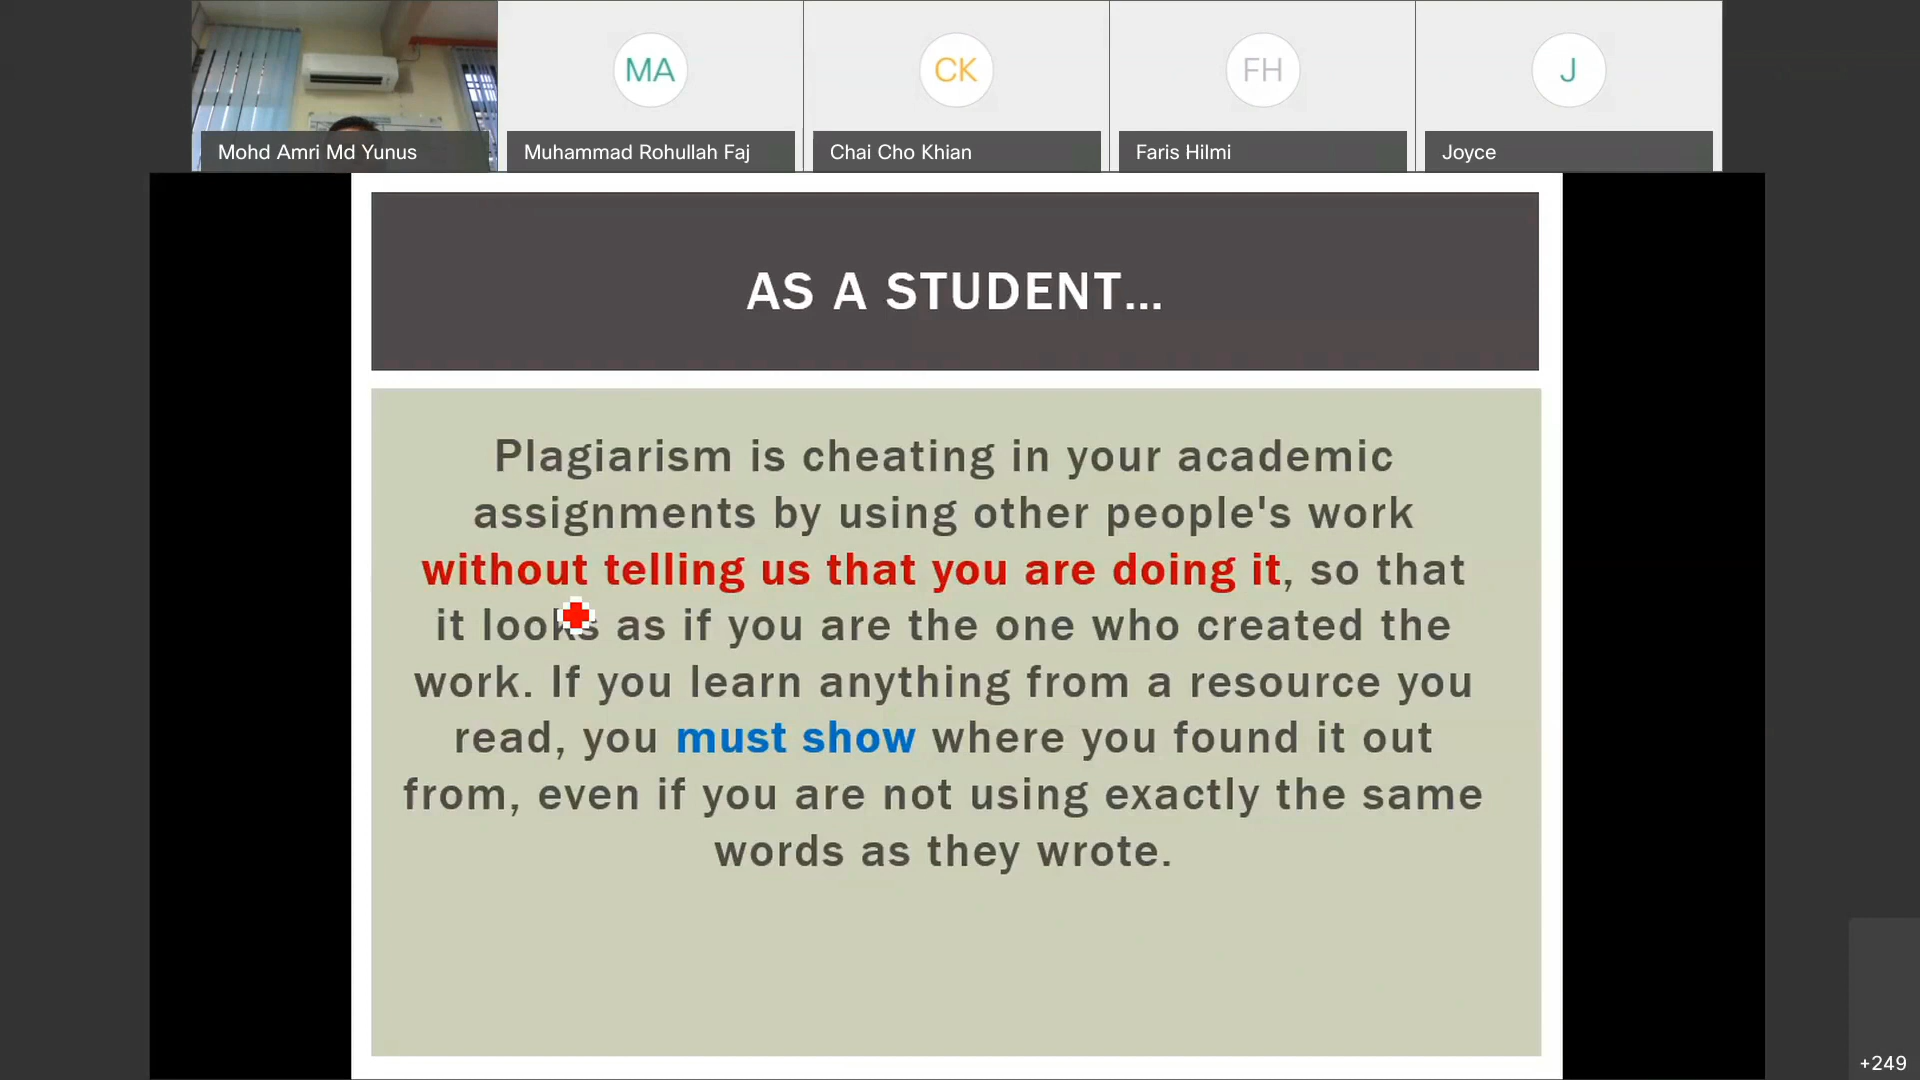 MA
CK
FH
J
Mohd Amri Md Yunus
Muhammad Rohullah Faj
Chai Cho Khian
Faris Hilmi
Joyce
AS A STUDENT...
Plagiarism is cheating in your academic
assignments by using other people's work
without telling us that you are doing it, so that
it looks as if you are the one who created the
work. If you learn anything from a resource you
read, you must show where you found it out
from, even if you are not using exactly the same
words as they wrote.
+249